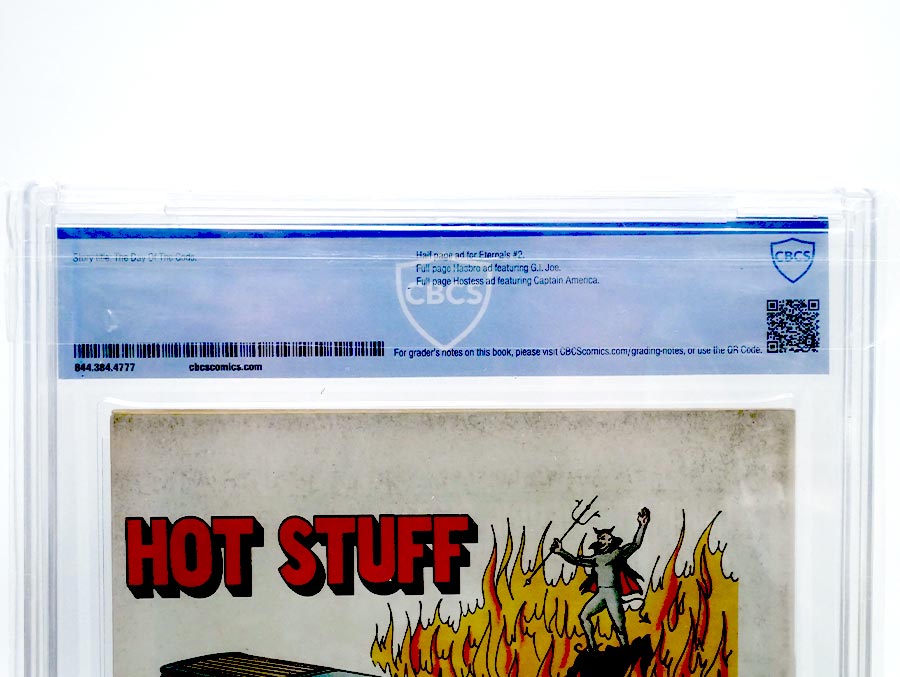 Story title: The Day Of The Gods.
Half page ad for Eternals #2.
Full page Hasbro ad featuring G.I. Joe.
Full page Hostess ad featuring Captain America.
CBCS
CBCS
For grader's notes on this book, please visit CBCScomics.com/grading-notes, or use the QR Code.
844.384.4777 cbcscomics.com
HOT STUFF